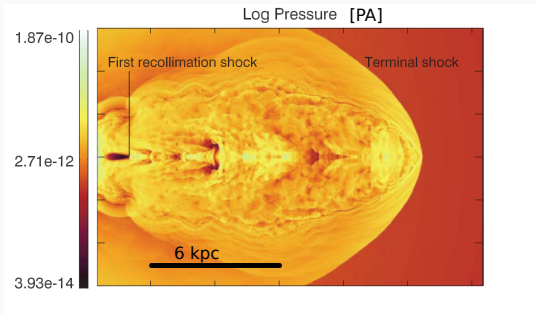 Log Pressure [PA]
1.87e-10
First recollimation shock
Terminal shock
2.71e-12
6 kpc
3.93e-14